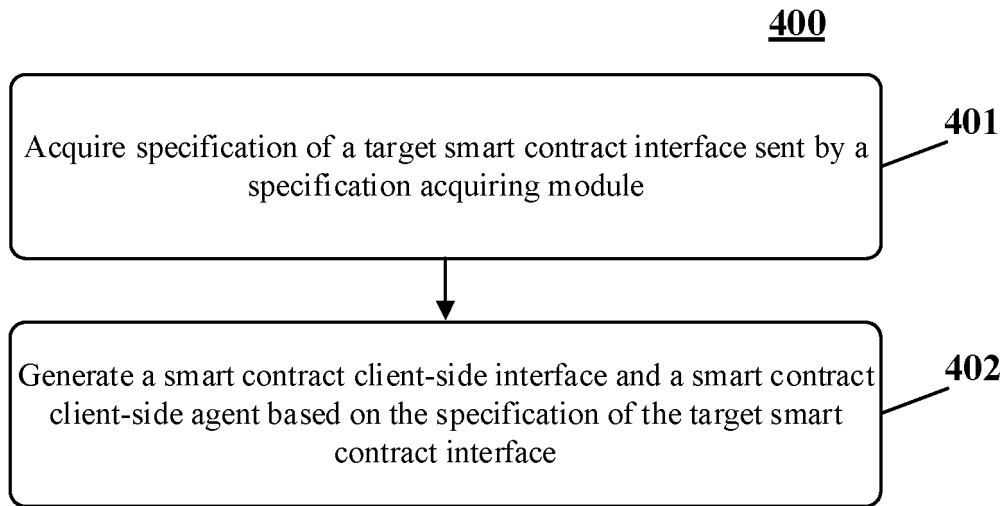 400
Acquire specification of a target smart contract interface sent by a
specification acquiring module
401
Generate a smart contract client-side interface and a smart contract
client-side agent based on the specification of the target smart
contract interface
402